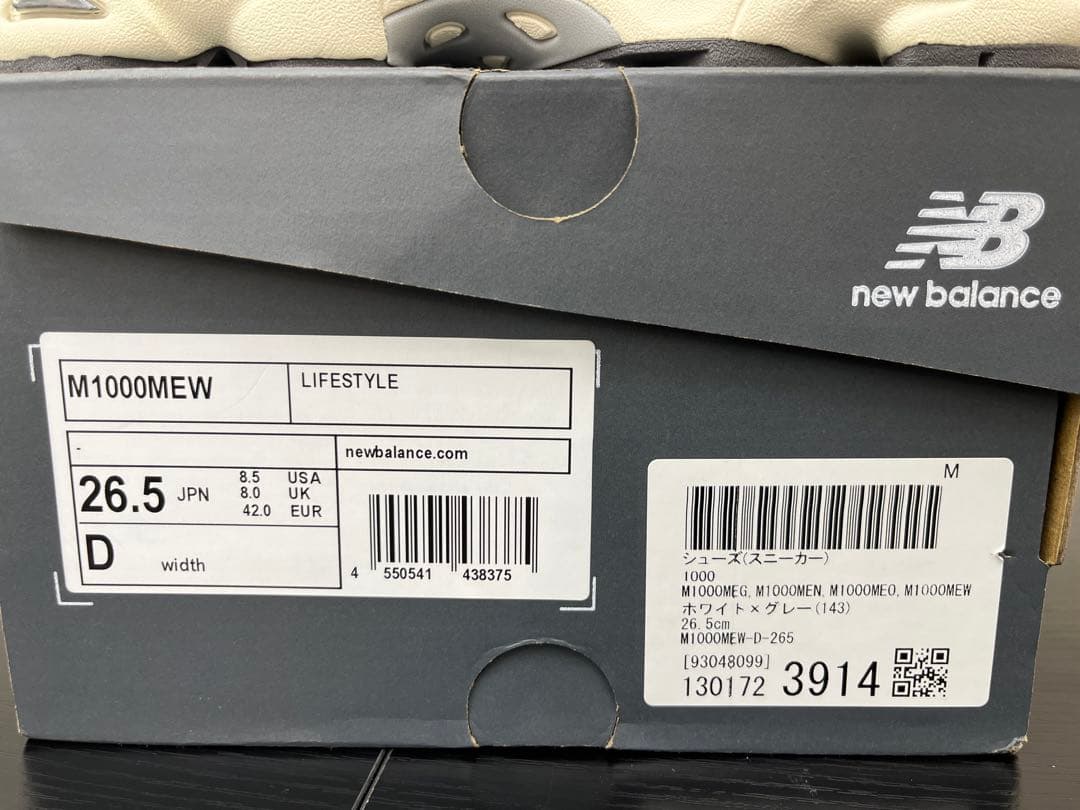 NB
new balance
M1000MEW
LIFESTYLE
-
newbalance.com
26.5 JPN
8.5 USA
8.0 UK
42.0 EUR
D width
4 550541 438375
M
シューズ(スニーカー)
1000
M1000MEG, M1000MEN, M1000MEO, M1000MEW
ホワイト×グレー(143)
26.5cm
M1000MEW-D-265
[93048099]
130172 3914